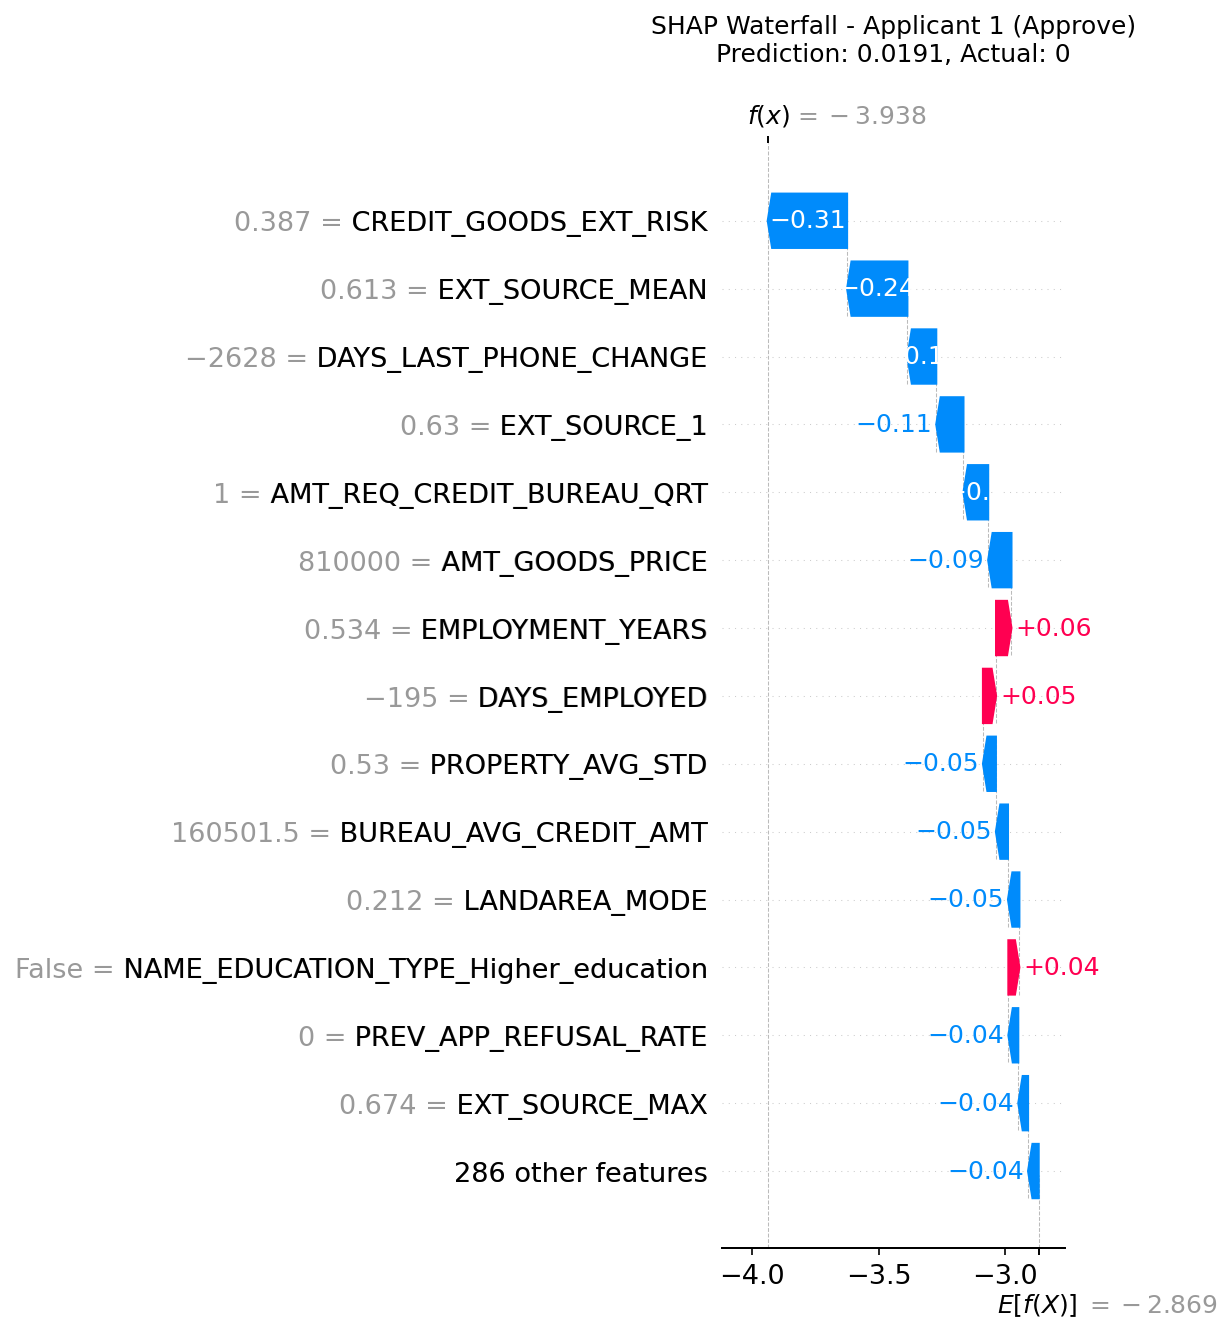 SHAP Waterfall - Applicant 1 (Approve)
Prediction: 0.0191, Actual: 0
f(x) = −3.938
0.387 = CREDIT_GOODS_EXT_RISK −0.31
0.613 = EXT_SOURCE_MEAN −0.24
−2628 = DAYS_LAST_PHONE_CHANGE
0.63 = EXT_SOURCE_1 −0.11
1 = AMT_REQ_CREDIT_BUREAU_QRT
810000 = AMT_GOODS_PRICE −0.09
0.534 = EMPLOYMENT_YEARS +0.06
−195 = DAYS_EMPLOYED +0.05
0.53 = PROPERTY_AVG_STD −0.05
160501.5 = BUREAU_AVG_CREDIT_AMT −0.05
0.212 = LANDAREA_MODE −0.05
False = NAME_EDUCATION_TYPE_Higher_education +0.04
0 = PREV_APP_REFUSAL_RATE −0.04
0.674 = EXT_SOURCE_MAX −0.04
286 other features −0.04
−4.0 −3.5 −3.0
E[f(X)] = −2.869